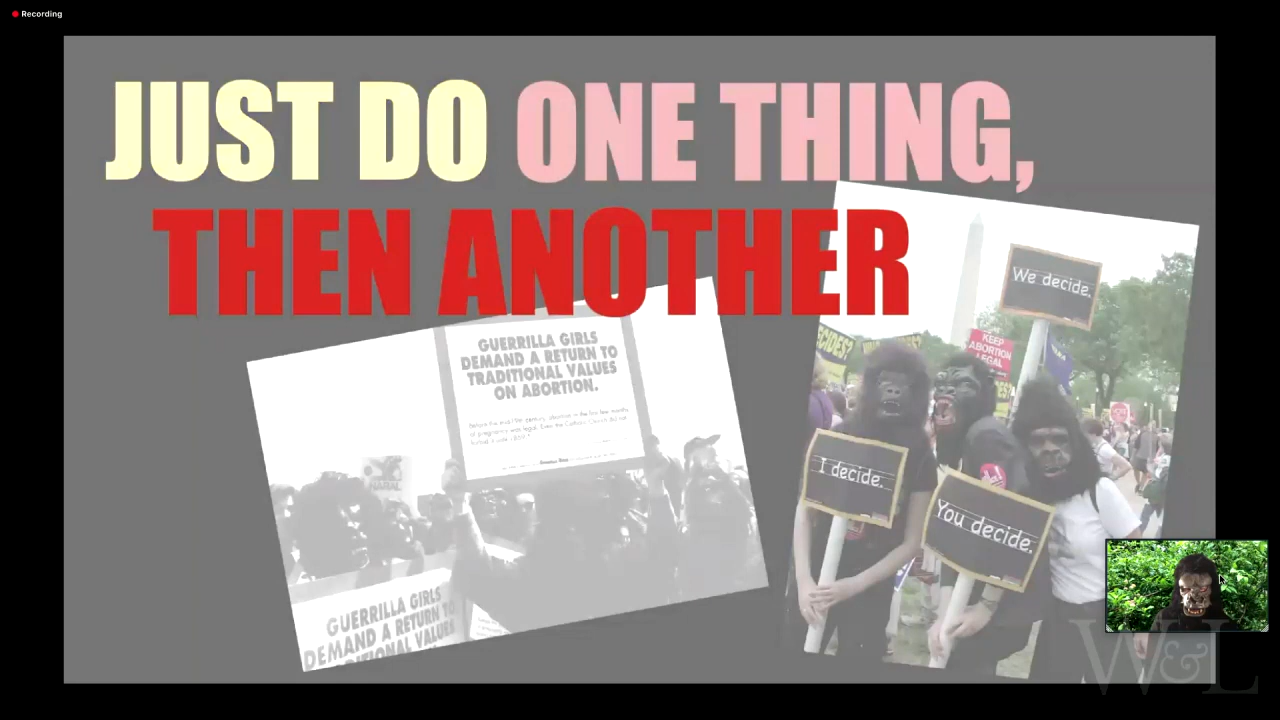 Recording
JUST DO ONE THING,
THEN ANOTHER
GUERRILLA GIRLS
DEMAND A RETURN TO
TRADITIONAL VALUES
ON ABORTION.
GUERRILLA GIRLS
DEMAND A RETURN TO
VALUES
We decide.
KEEP
ABORTION
LEGAL
I decide.
You decide.
W&L